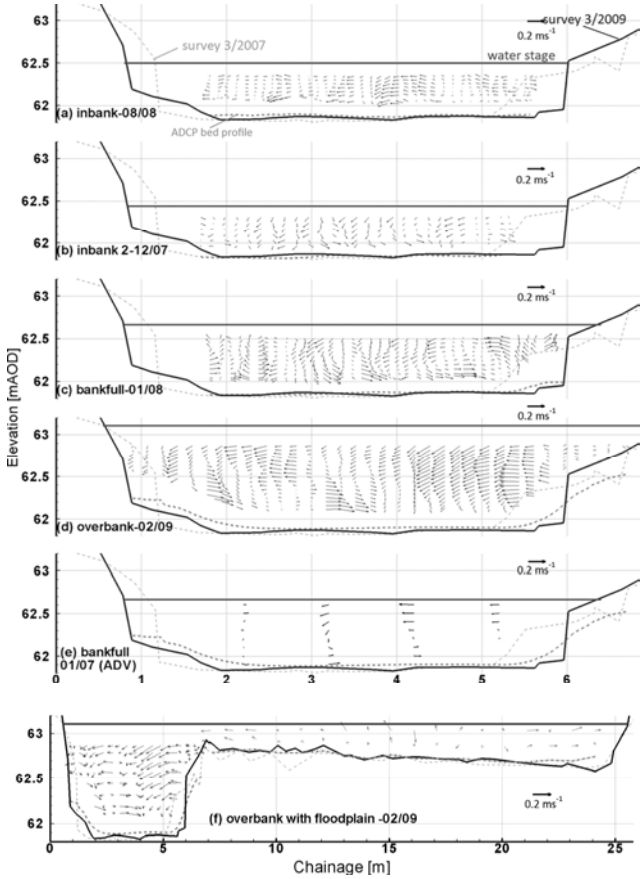 63
survey 3/2007
0.2 ms-1
survey 3/2009
62.5
water stage
62
(a) inbank-08/08
ADCP bed profile
63
0.2 ms-1
62.5
62
(b) inbank 2-12/07
63
0.2 ms-1
62.5
62
(c) bankfull-01/08
Elevation [mAOD]
63
0.2 ms-1
62.5
62
(d) overbank-02/09
63
0.2 ms-1
62.5
62
(e) bankfull
01/07 (ADV)
0 1 2 3 4 5 6
63
62.5
0.2 ms-1
(f) overbank with floodplain -02/09
62
0 5 10 15 20 25
Chainage [m]